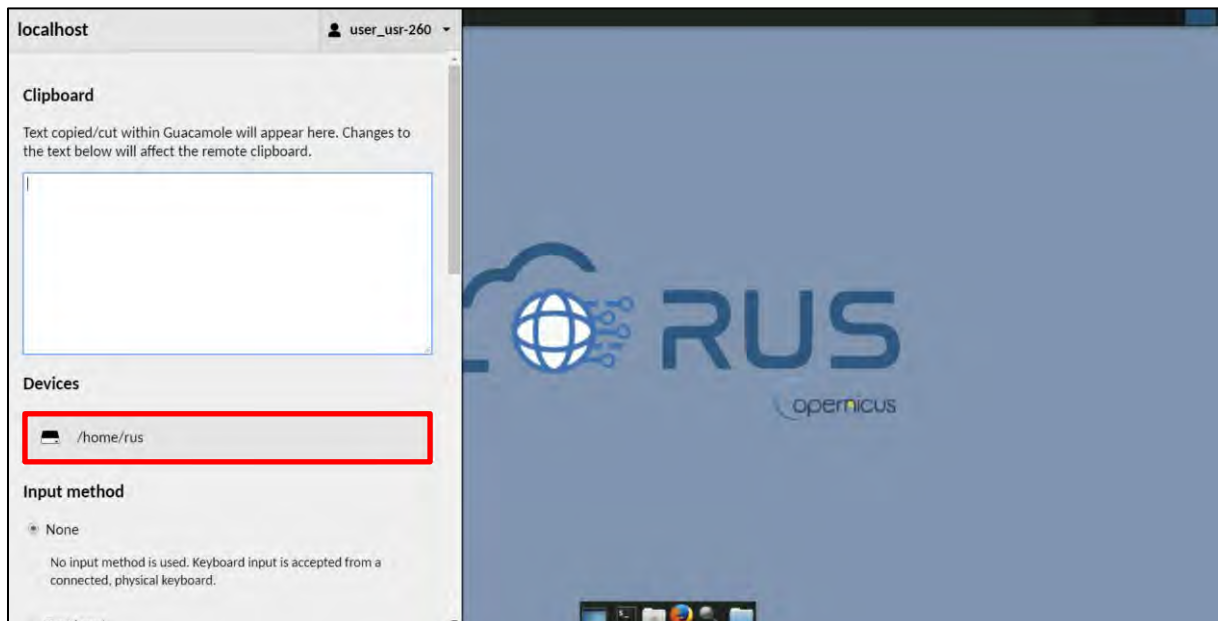 localhost
user_usr-260
Clipboard
Text copied/cut within Guacamole will appear here. Changes to
the text below will affect the remote clipboard.
Devices
/home/rus
Input method
None
No input method is used. Keyboard input is accepted from a
connected, physical keyboard.
RUS
opernicus